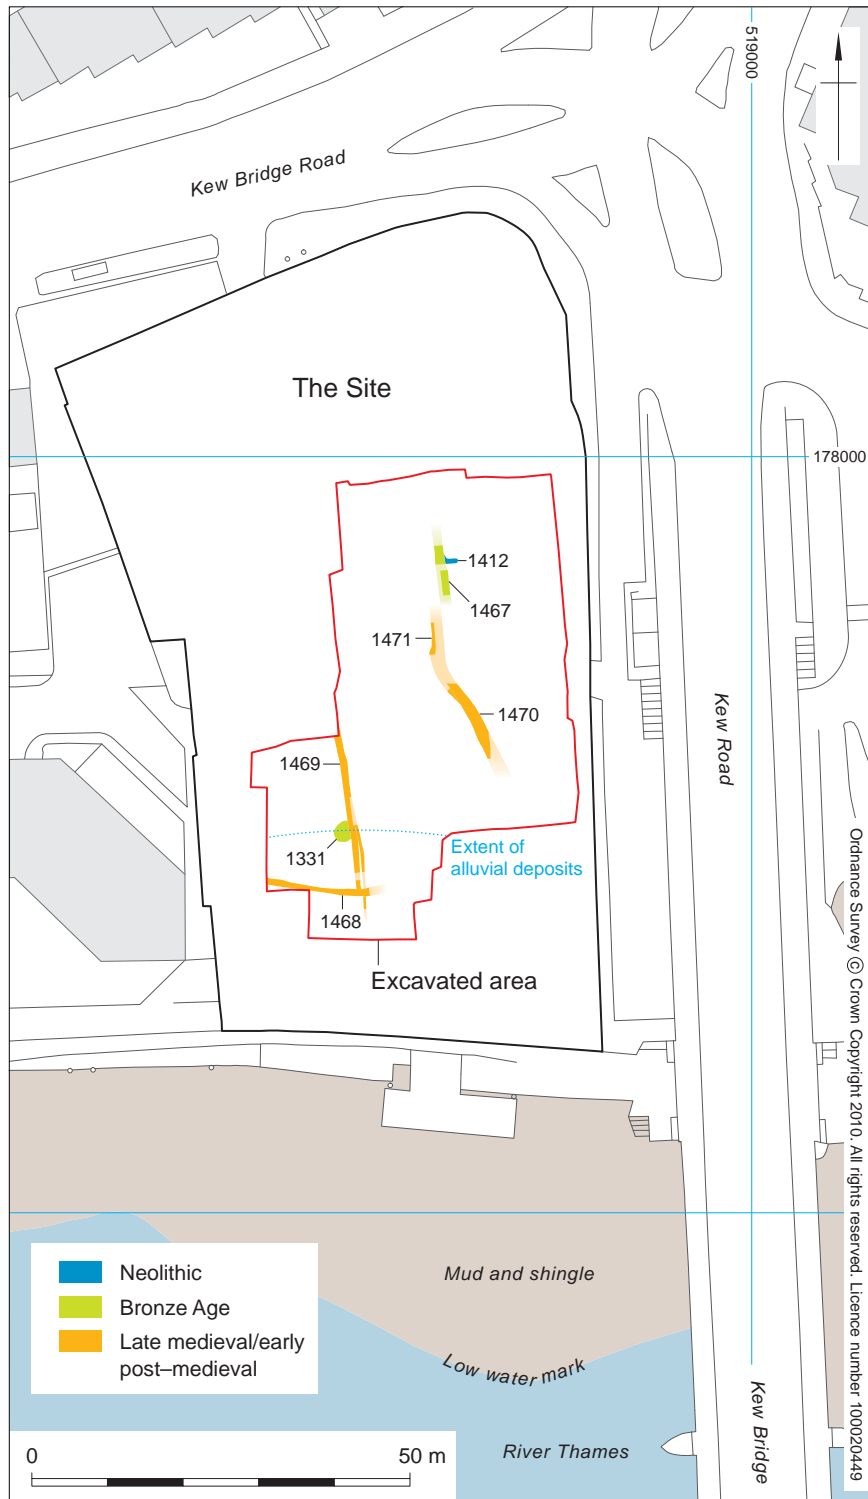 519000
Kew Bridge Road
The Site
178000
1412
1467
1471
1470
Kew Road
1469
1331
Extent of
alluvial deposits
1468
Excavated area
Ordnance Survey © Crown Copyright 2010. All rights reserved. Licence number 100020449
Neolithic
Bronze Age
Late medieval/early
post–medieval
Mud and shingle
Low water mark
River Thames
Kew Bridge
0
50 m